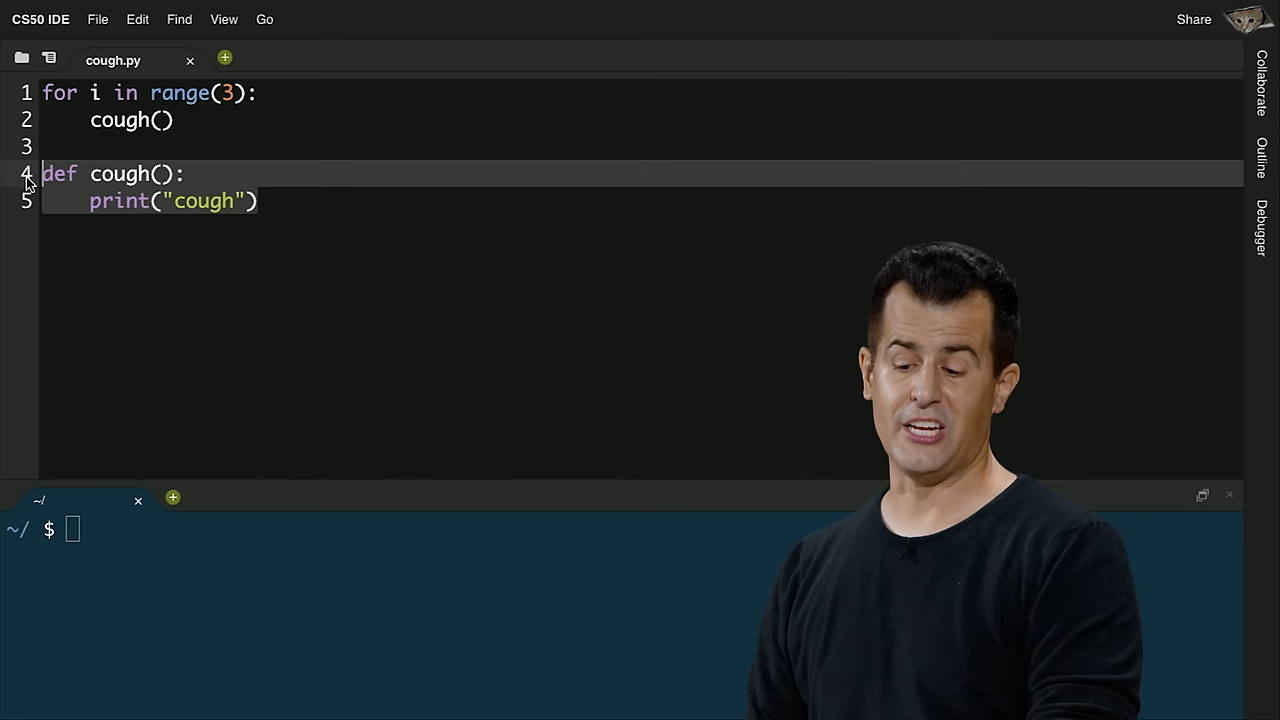 CS50 IDE File Edit Find View Go Share
cough.py
1 for i in range(3):
2     cough()
3
4 def cough():
5     print("cough")
~/
~/ $
Collaborate
Outline
Debugger